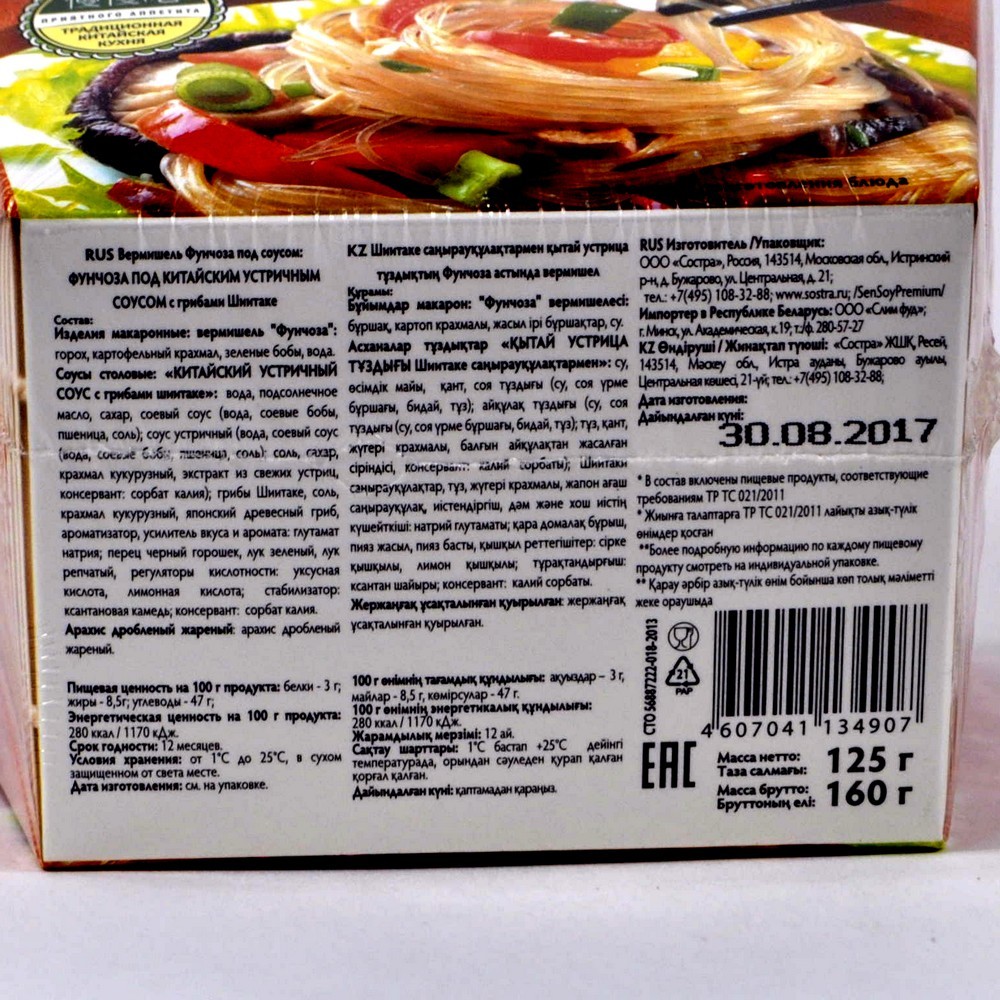 ПРИЯТНОГО АППЕТИТА
ТРАДИЦИОННАЯ
КИТАЙСКАЯ
КУХНЯ
готовления блюда
RUS Вермишель Фунчоза под соусом:
ФУНЧОЗА ПОД КИТАЙСКИМ УСТРИЧНЫМ
СОУСОМ с грибами Шиитаке
Состав:
Изделия макаронные: вермишель "Фунчоза":
горох, картофельный крахмал, зеленые бобы, вода.
Соусы столовые: «КИТАЙСКИЙ УСТРИЧНЫЙ
СОУС с грибами шиитаке»: вода, подсолнечное
масло, сахар, соевый соус (вода, соевые бобы,
пшеница, соль); соус устричный (вода, соевый соус
(вода, соевые бобы, пшеница, соль); соль, сахар,
крахмал кукурузный, экстракт из свежих устриц,
консервант: сорбат калия); грибы Шиитаке, соль,
крахмал кукурузный, японский древесный гриб,
ароматизатор, усилитель вкуса и аромата: глутамат
натрия; перец черный горошек, лук зеленый, лук
репчатый, регуляторы кислотности: уксусная
кислота, лимонная кислота; стабилизатор:
ксантановая камедь; консервант: сорбат калия.
Арахис дробленый жареный: арахис дробленый
жареный.
Пищевая ценность на 100 г продукта: белки - 3 г;
жиры - 8,5г; углеводы - 47 г.
Энергетическая ценность на 100 г продукта:
280 ккал / 1170 кДж.
Срок годности: 12 месяцев.
Условия хранения: от 1°С до 25°С, в сухом
защищенном от света месте.
Дата изготовления: см. на упаковке.
KZ Шиитаке саңырауқұлақтармен қытай устрица
тұздықтың Фунчоза астында вермишел
Құрамы:
Бұйымдар макарон: "Фунчоза" вермишелесі:
бұршақ, картоп крахмалы, жасыл ірі бұршақтар, су.
Асханалар тұздықтар «ҚЫТАЙ УСТРИЦА
ТҰЗДЫҒЫ Шиитаке саңырауқұлақтармен»: су,
өсімдік майы, қант, соя тұздығы (су, соя үрме
бұршағы, бидай, тұз); айқұлақ тұздығы (су, соя
тұздығы (су, соя үрме бұршағы, бидай, тұз); тұз, қант,
жүгері крахмалы, балғын айқұлақтан жасалған
сіріндісі, консервант: калий сорбаты); Шиитаки
саңырауқұлақтар, тұз, жүгері крахмалы, жапон ағаш
саңырауқұлақ, иістендіргіш, дәм және хош иістің
күшейткіші: натрий глутаматы; қара домалақ бұрыш,
пияз жасыл, пияз басты, қышқыл реттегіштер: сірке
қышқылы, лимон қышқылы; тұрақтандырғыш:
ксантан шайыры; консервант: калий сорбаты.
Жержаңғақ ұсақталынған қуырылған: жержаңғақ
ұсақталынған қуырылған.
100 г өнімнің тағамдық құндылығы: ақуыздар – 3 г,
майлар - 8,5 г, көмірсулар - 47 г.
100 г өнімнің энергетикалық құндылығы:
280 ккал / 1170 кДж.
Жарамдылық мерзімі: 12 ай.
Сақтау шарттары: 1°С бастап +25°С дейінгі
температурада, орындан сәуледен құрап қалған
қорғал қалған.
Дайындалған күні: қаптамадан қараңыз.
RUS Изготовитель /Упаковщик:
ООО «Состра», Россия, 143514, Московская обл., Истринский
р-н, д. Бужарово, ул. Центральная, д. 21;
тел.: +7(495) 108-32-88; www.sostra.ru; /SenSoyPremium/
Импортер в Республике Беларусь: ООО «Слим фуд»;
г. Минск, ул. Академическая, к. 19; т./ф. 280-57-27
KZ Өндіруші / Жинақтап түюші: «Состра» ЖШҚ, Ресей,
143514, Мәскеу обл., Истра ауданы, Бужарово ауылы,
Центральная көшесі, 21-үй; тел.: +7(495) 108-32-88;
Дата изготовления:
Дайындалған күні:
30.08.2017
* В состав включены пищевые продукты, соответствующие
требованиям ТР ТС 021/2011
* Жиынға талаптарға ТР ТС 021/2011 лайықты азық-түлік
өнімдер қосған
**Более подробную информацию по каждому пищевому
продукту смотреть на индивидуальной упаковке.
** Қарау әрбір азық-түлік өнім бойынша көп толық мәліметті
жекеораушыда
СТО 56887222-018-2013
21
PAP
4 607041 134907
EAC
Масса нетто:
Таза салмағы:
125 г
Масса брутто:
Бруттоның елі:
160 г